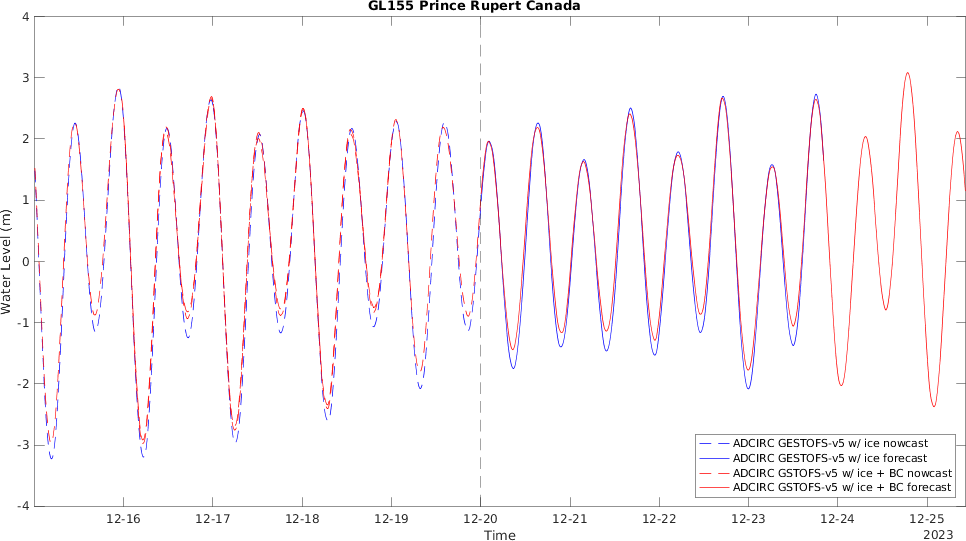 GL155 Prince Rupert Canada
4
3
2
1
0
-1
-2
-3
-4
Water Level (m)
ADCIRC GESTOFS-v5 w/ ice nowcast
ADCIRC GESTOFS-v5 w/ ice forecast
ADCIRC GSTOFS-v5 w/ ice + BC nowcast
ADCIRC GSTOFS-v5 w/ ice + BC forecast
12-16 12-17 12-18 12-19 12-20 12-21 12-22 12-23 12-24 12-25
Time
2023